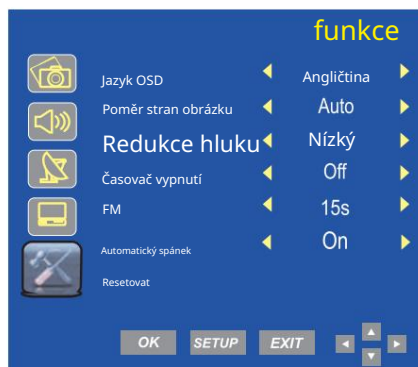 funkce
Jazyk OSD Angličtina
Poměr stran obrázku Auto
Redukce hluku Nízký
Časovač vypnutí Off
FM 15s
Automatický spánek On
Resetovat
OK SETUP EXIT